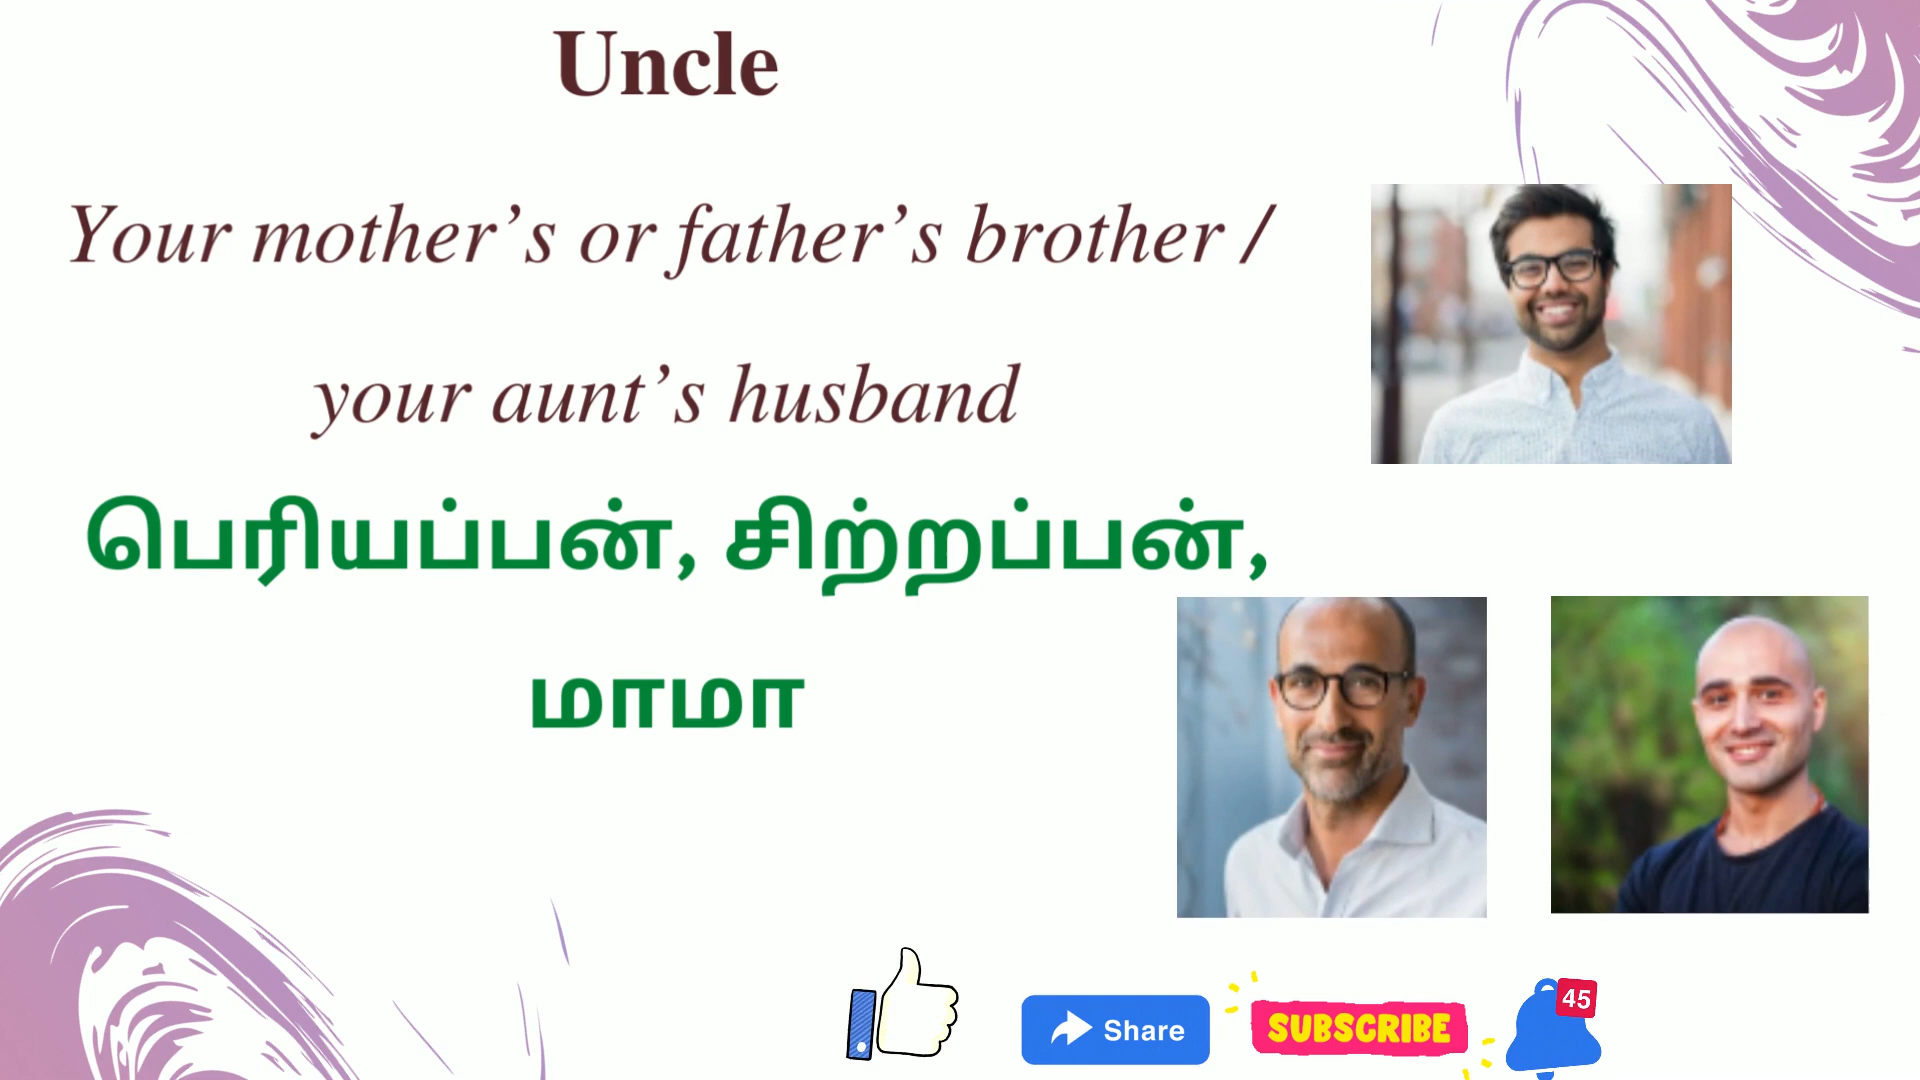 Uncle
Your mother’s or father’s brother /
your aunt’s husband
பெரியப்பன், சிற்றப்பன்,
மாமா
Share
SUBSCRIBE
45